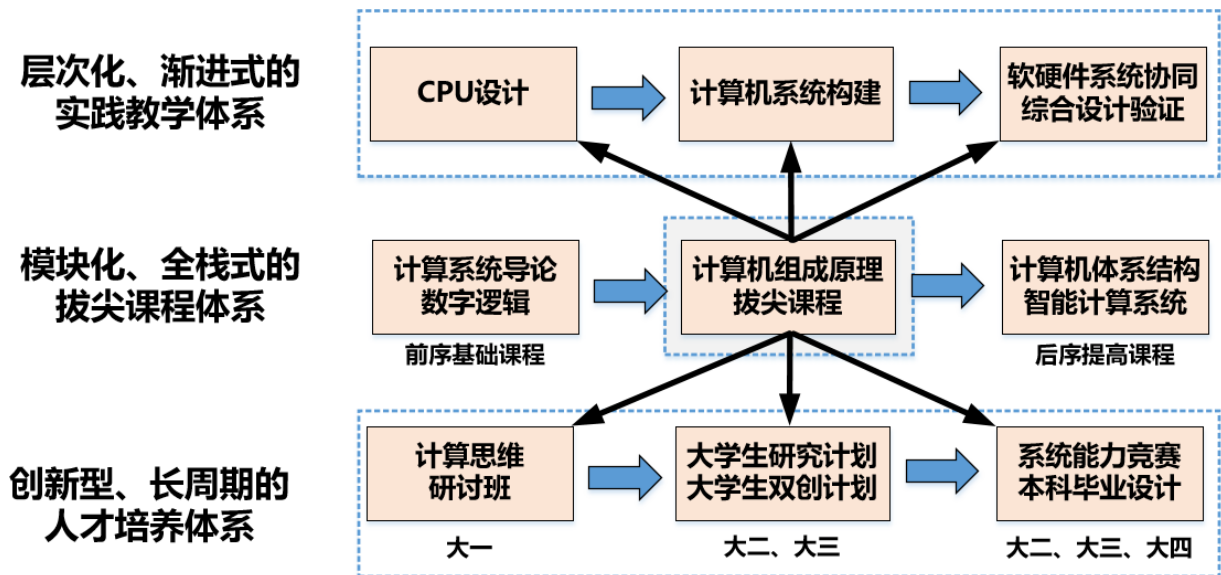 层次化、渐进式的
实践教学体系
CPU设计
计算机系统构建
软硬件系统协同
综合设计验证
模块化、全栈式的
拔尖课程体系
计算系统导论
数字逻辑
前序基础课程
计算机组成原理
拔尖课程
计算机体系结构
智能计算系统
后序提高课程
创新型、长周期的
人才培养体系
计算思维
研讨班
大一
大学生研究计划
大学生双创计划
大二、大三
系统能力竞赛
本科毕业设计
大二、大三、大四